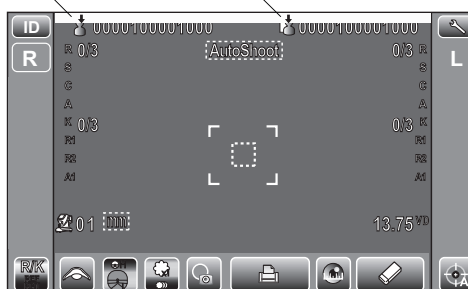 ID 0000100001000 0000100001000
R R 0/3 AutoShoot 0/3 R L
S S
C C
A A
K 0/3 0/3 K
R1 R1
R2 R2
A1 A1
01 mm 13.75 VD
R/K